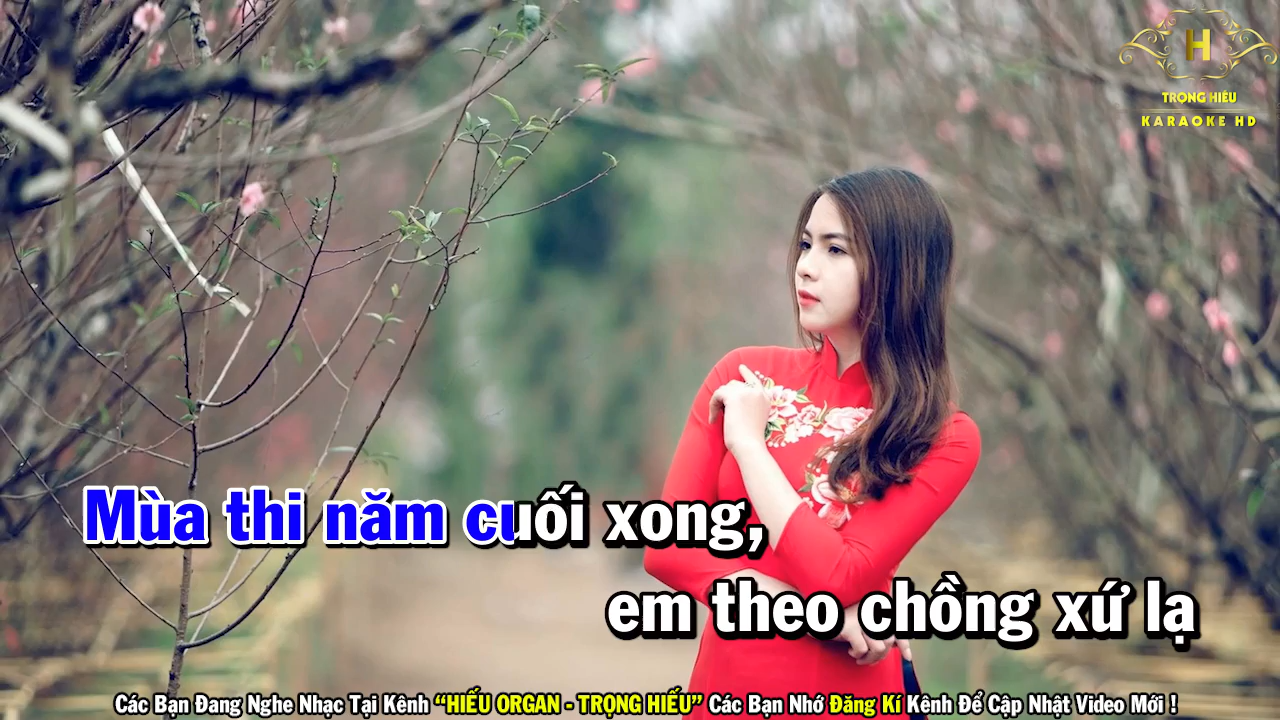 H
TRỌNG HIẾU
KARAOKE HD
Mùa thi năm cuối xong,
em theo chồng xứ lạ
Các Bạn Đang Nghe Nhạc Tại Kênh “HIẾU ORGAN - TRỌNG HIẾU” Các Bạn Nhớ Đăng Kí Kênh Để Cập Nhật Video Mới !